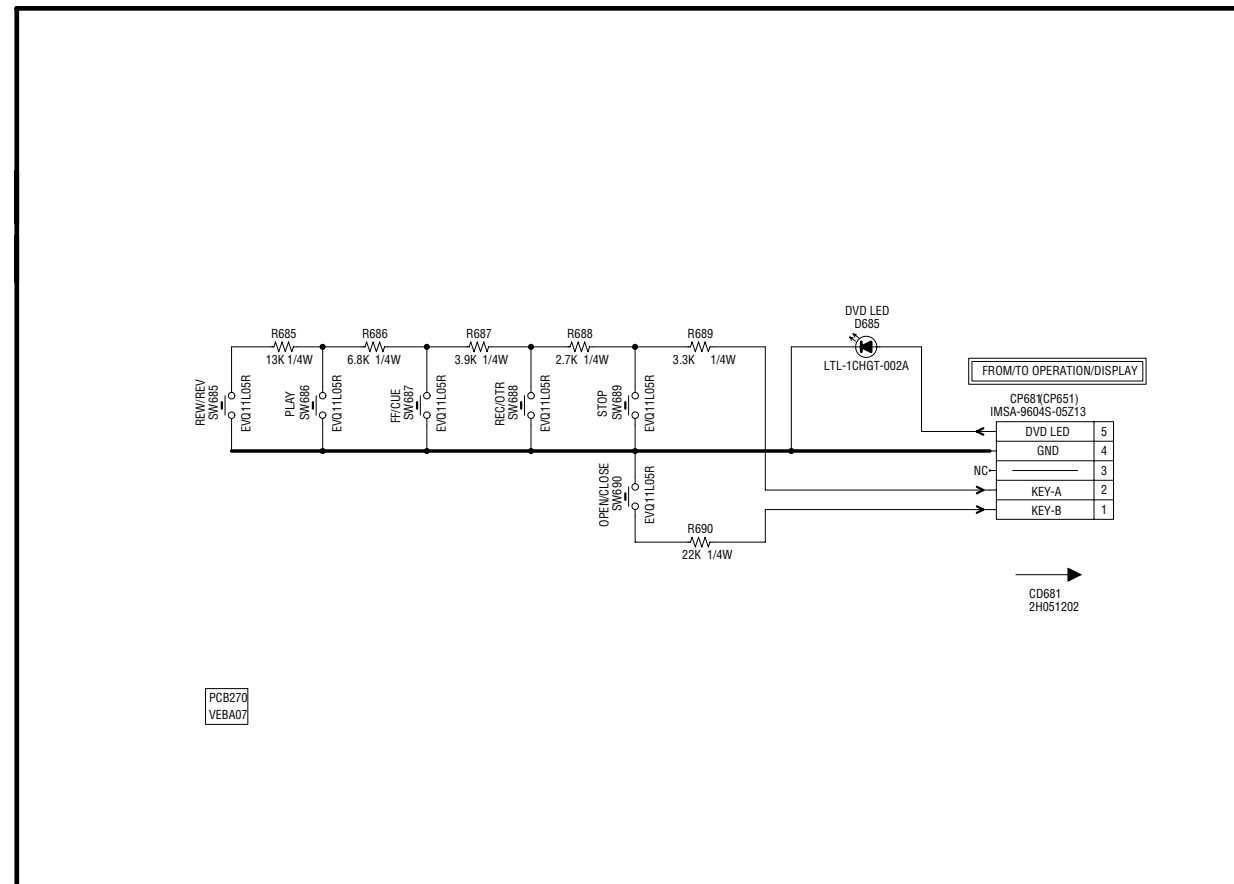 DVD LED
D685
LTL-1CHGT-002A
R685
13K 1/4W
R686
6.8K 1/4W
R687
3.9K 1/4W
R688
2.7K 1/4W
R689
3.3K 1/4W
REW/REV
SW685
EVQ11L05R
PLAY
SW686
EVQ11L05R
FF/CUE
SW687
EVQ11L05R
REC/OTR
SW688
EVQ11L05R
STOP
SW689
EVQ11L05R
OPEN/CLOSE
SW690
EVQ11L05R
R690
22K 1/4W
FROM/TO OPERATION/DISPLAY
CP681(CP651)
IMSA-9604S-05Z13
DVD LED 5
GND 4
NC 3
KEY-A 2
KEY-B 1
CD681
2H051202
PCB270
VEBA07